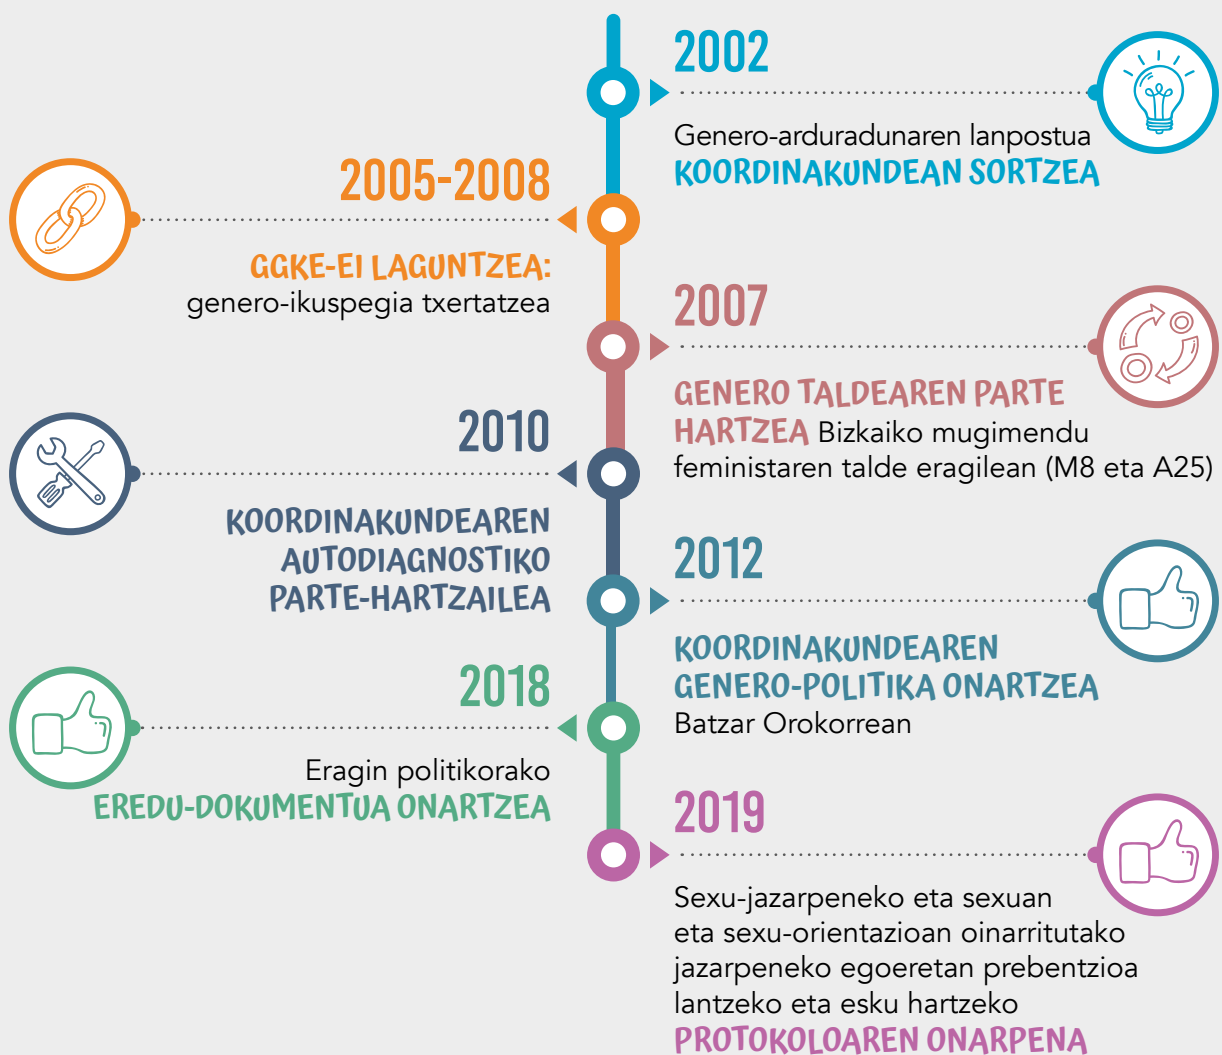 2002
Genero-arduradunaren lanpostua
KOORDINAKUNDEAN SORTZEA
2005-2008
GGKE-EI LAGUNTZEA:
genero-ikuspegia txertatzea
2007
GENERO TALDEAREN PARTE
HARTZEA Bizkaiko mugimendu
feministaren talde eragilean (M8 eta A25)
2010
KOORDINAKUNDEAREN
AUTODIAGNOSTIKO
PARTE-HARTZAILEA
2012
KOORDINAKUNDEAREN
GENERO-POLITIKA ONARTZEA
Batzar Orokorrean
2018
Eragin politikorako
EREDU-DOKUMENTUA ONARTZEA
2019
Sexu-jazarpeneko eta sexuan
eta sexu-orientazioan oinarritutako
jazarpeneko egoeretan prebentzioa
lantzeko eta esku hartzeko
PROTOKOLOAREN ONARPENA